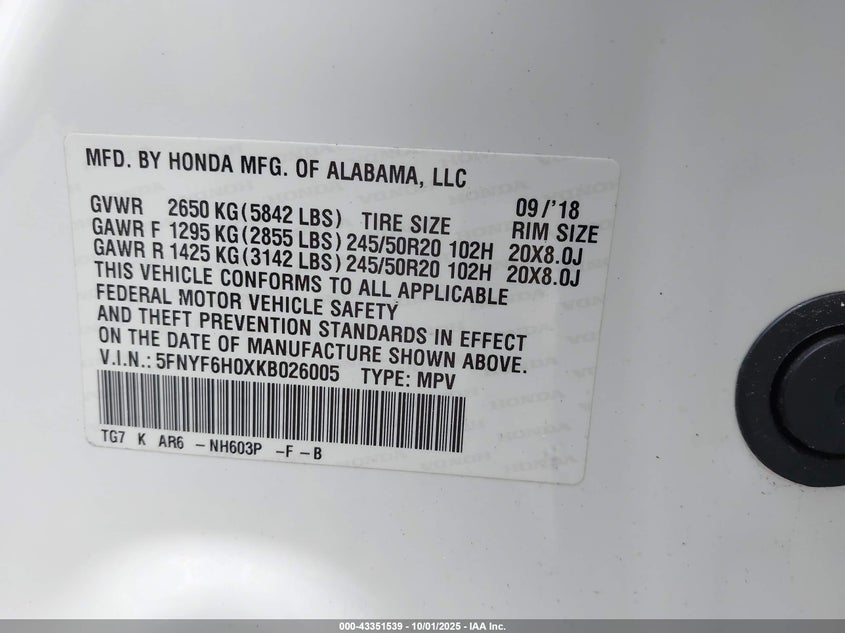 MFD. BY HONDA MFG. OF ALABAMA, LLC
GVWR 2650 KG(5842 LBS) TIRE SIZE 09/'18 RIM SIZE
GAWR F 1295 KG(2855 LBS) 245/50R20 102H 20X8.0J
GAWR R 1425 KG(3142 LBS) 245/50R20 102H 20X8.0J
THIS VEHICLE CONFORMS TO ALL APPLICABLE
FEDERAL MOTOR VEHICLE SAFETY
AND THEFT PREVENTION STANDARDS IN EFFECT
ON THE DATE OF MANUFACTURE SHOWN ABOVE.
V.I.N.: 5FNYF6H0XKB026005 TYPE: MPV
TG7 K AR6 -NH603P -F-B
000-43351539 - 10/01/2025 - IAA Inc.